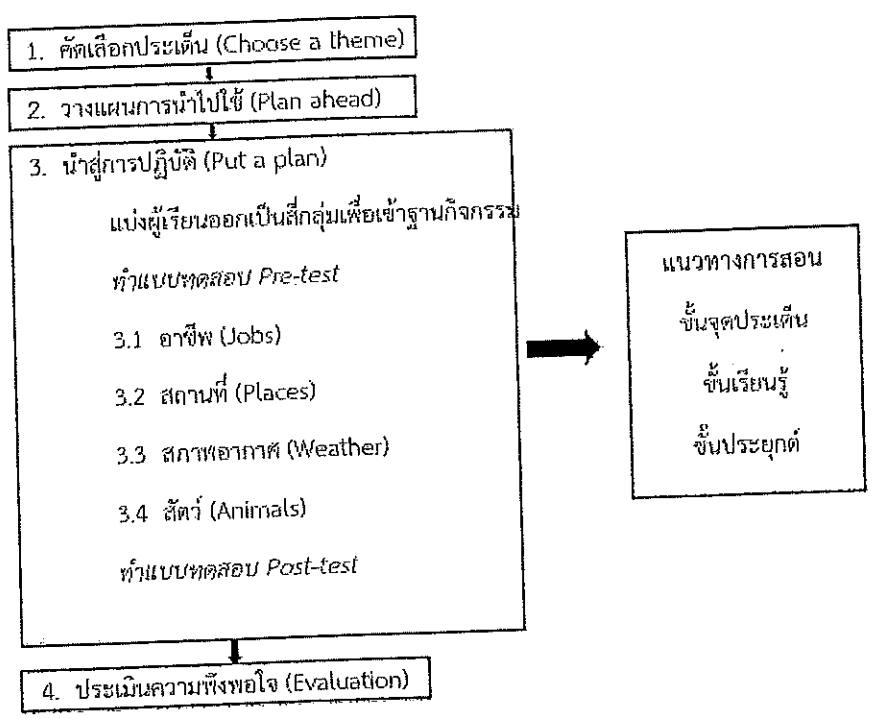 1. คัดเลือกประเด็น (Choose a theme)
2. วางแผนการนำไปใช้ (Plan ahead)
3. นำสู่การปฏิบัติ (Put a plan)
แบ่งผู้เรียนออกเป็นสี่กลุ่มเพื่อเข้าฐานกิจกรรม
ทำแบบทดสอบ Pre-test
3.1 อาชีพ (Jobs)
3.2 สถานที่ (Places)
3.3 สภาพอากาศ (Weather)
3.4 สัตว์ (Animals)
ทำแบบทดสอบ Post-test
แนวทางการสอน
ขั้นจุดประเด็น
ขั้นเรียนรู้
ขั้นประยุกต์
4. ประเมินความพึงพอใจ (Evaluation)